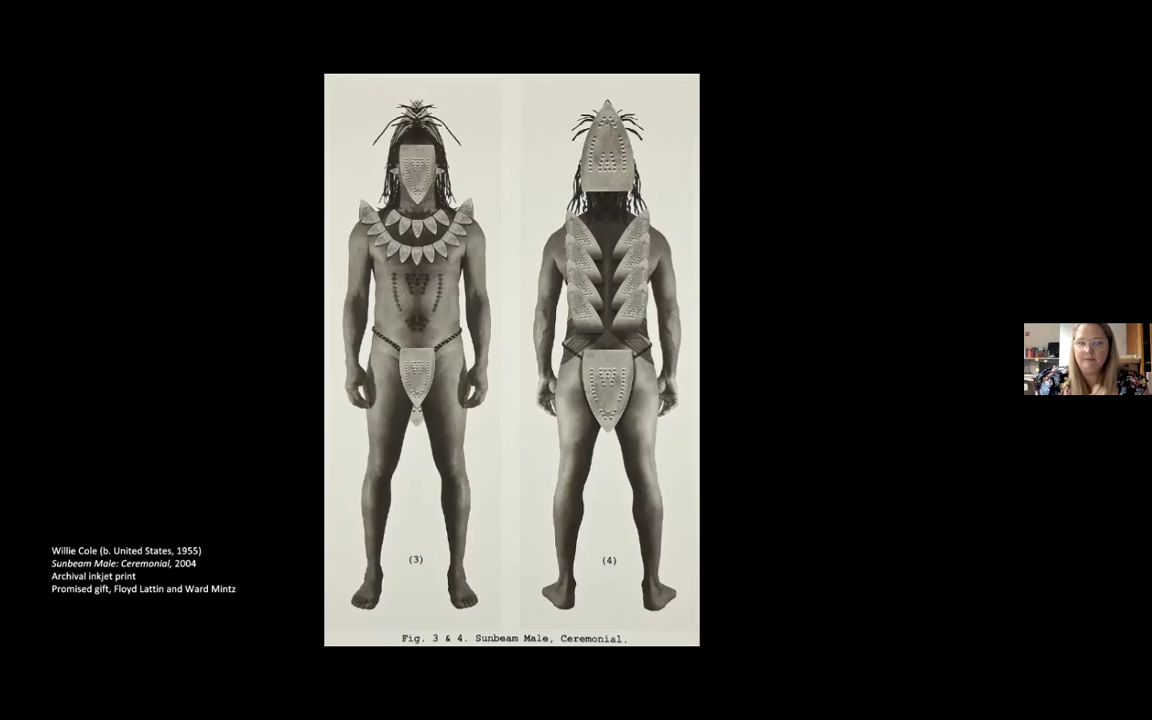 Willie Cole (b. United States, 1955)
Sunbeam Male: Ceremonial, 2004
Archival inkjet print
Promised gift, Floyd Lattin and Ward Mintz
(3)
(4)
Fig. 3 & 4. Sunbeam Male, Ceremonial.